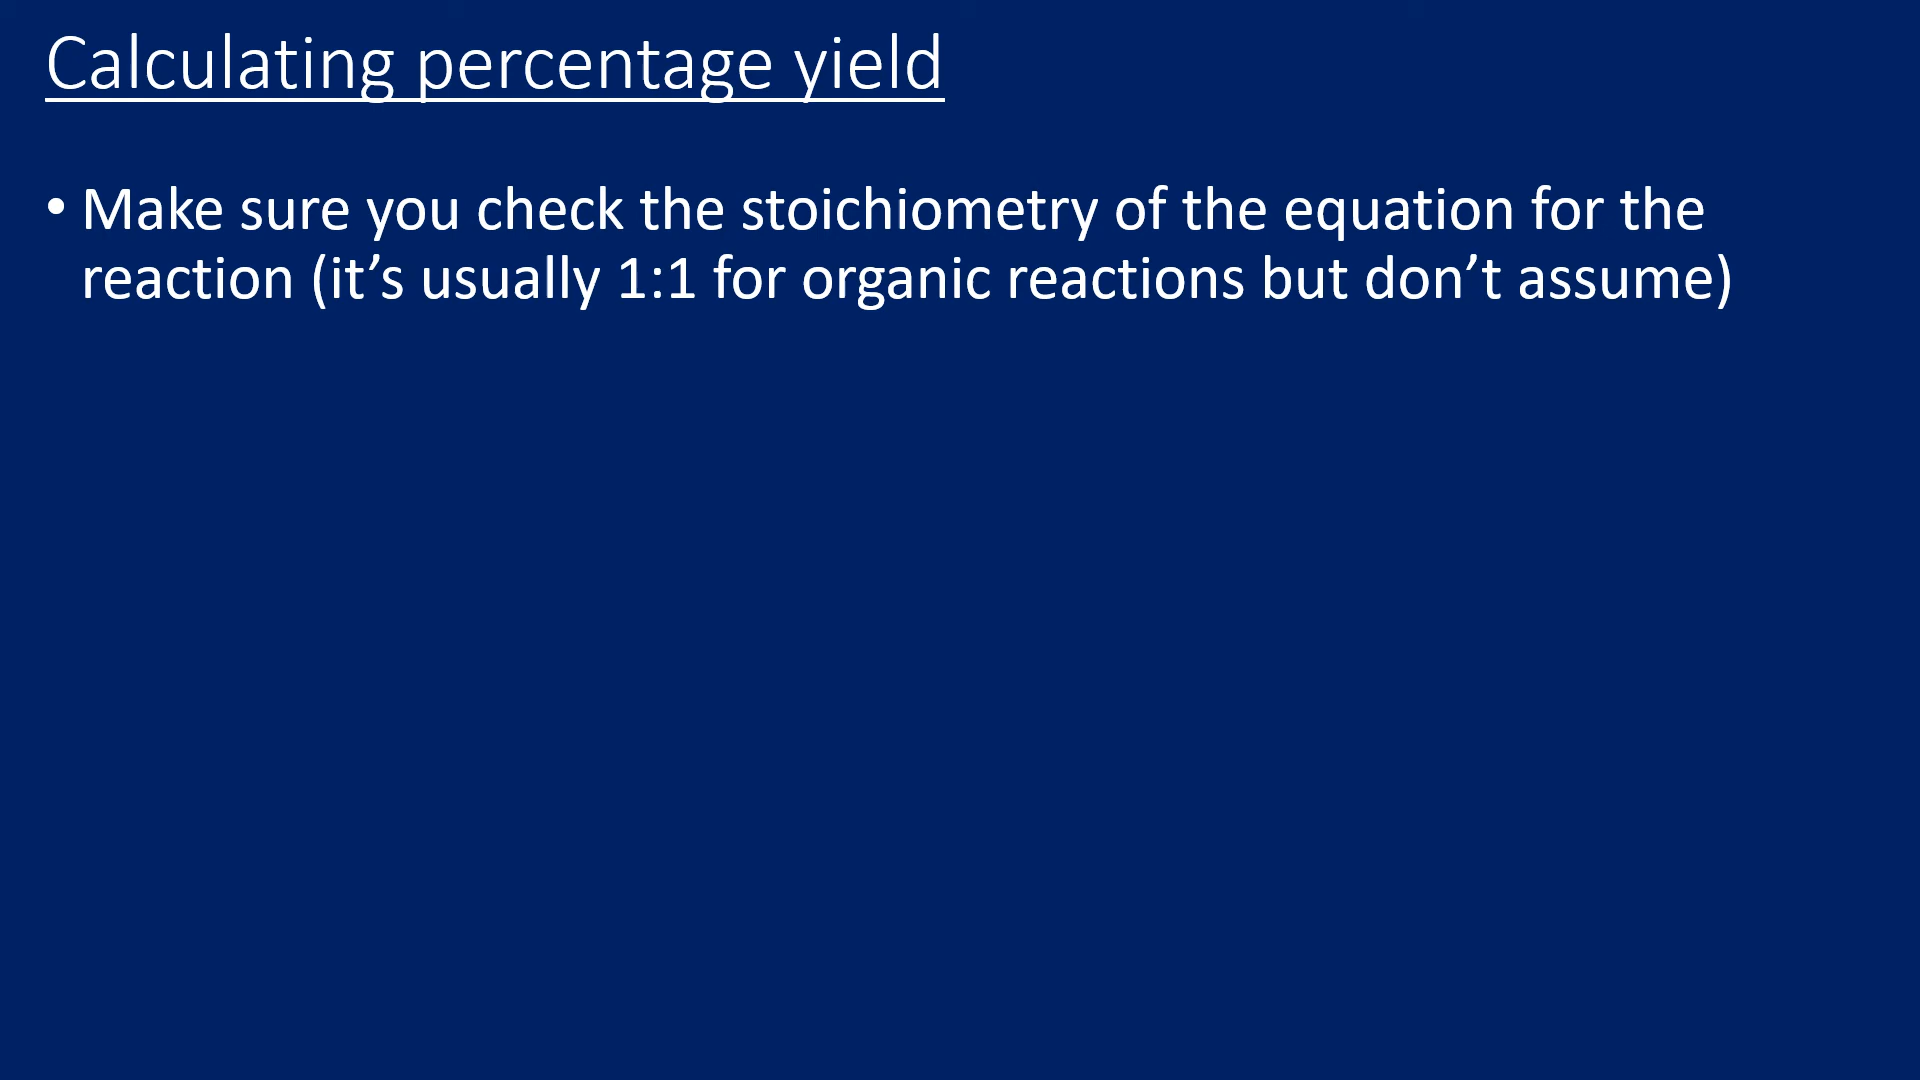 Calculating percentage yield
• Make sure you check the stoichiometry of the equation for the
reaction (it’s usually 1:1 for organic reactions but don’t assume)